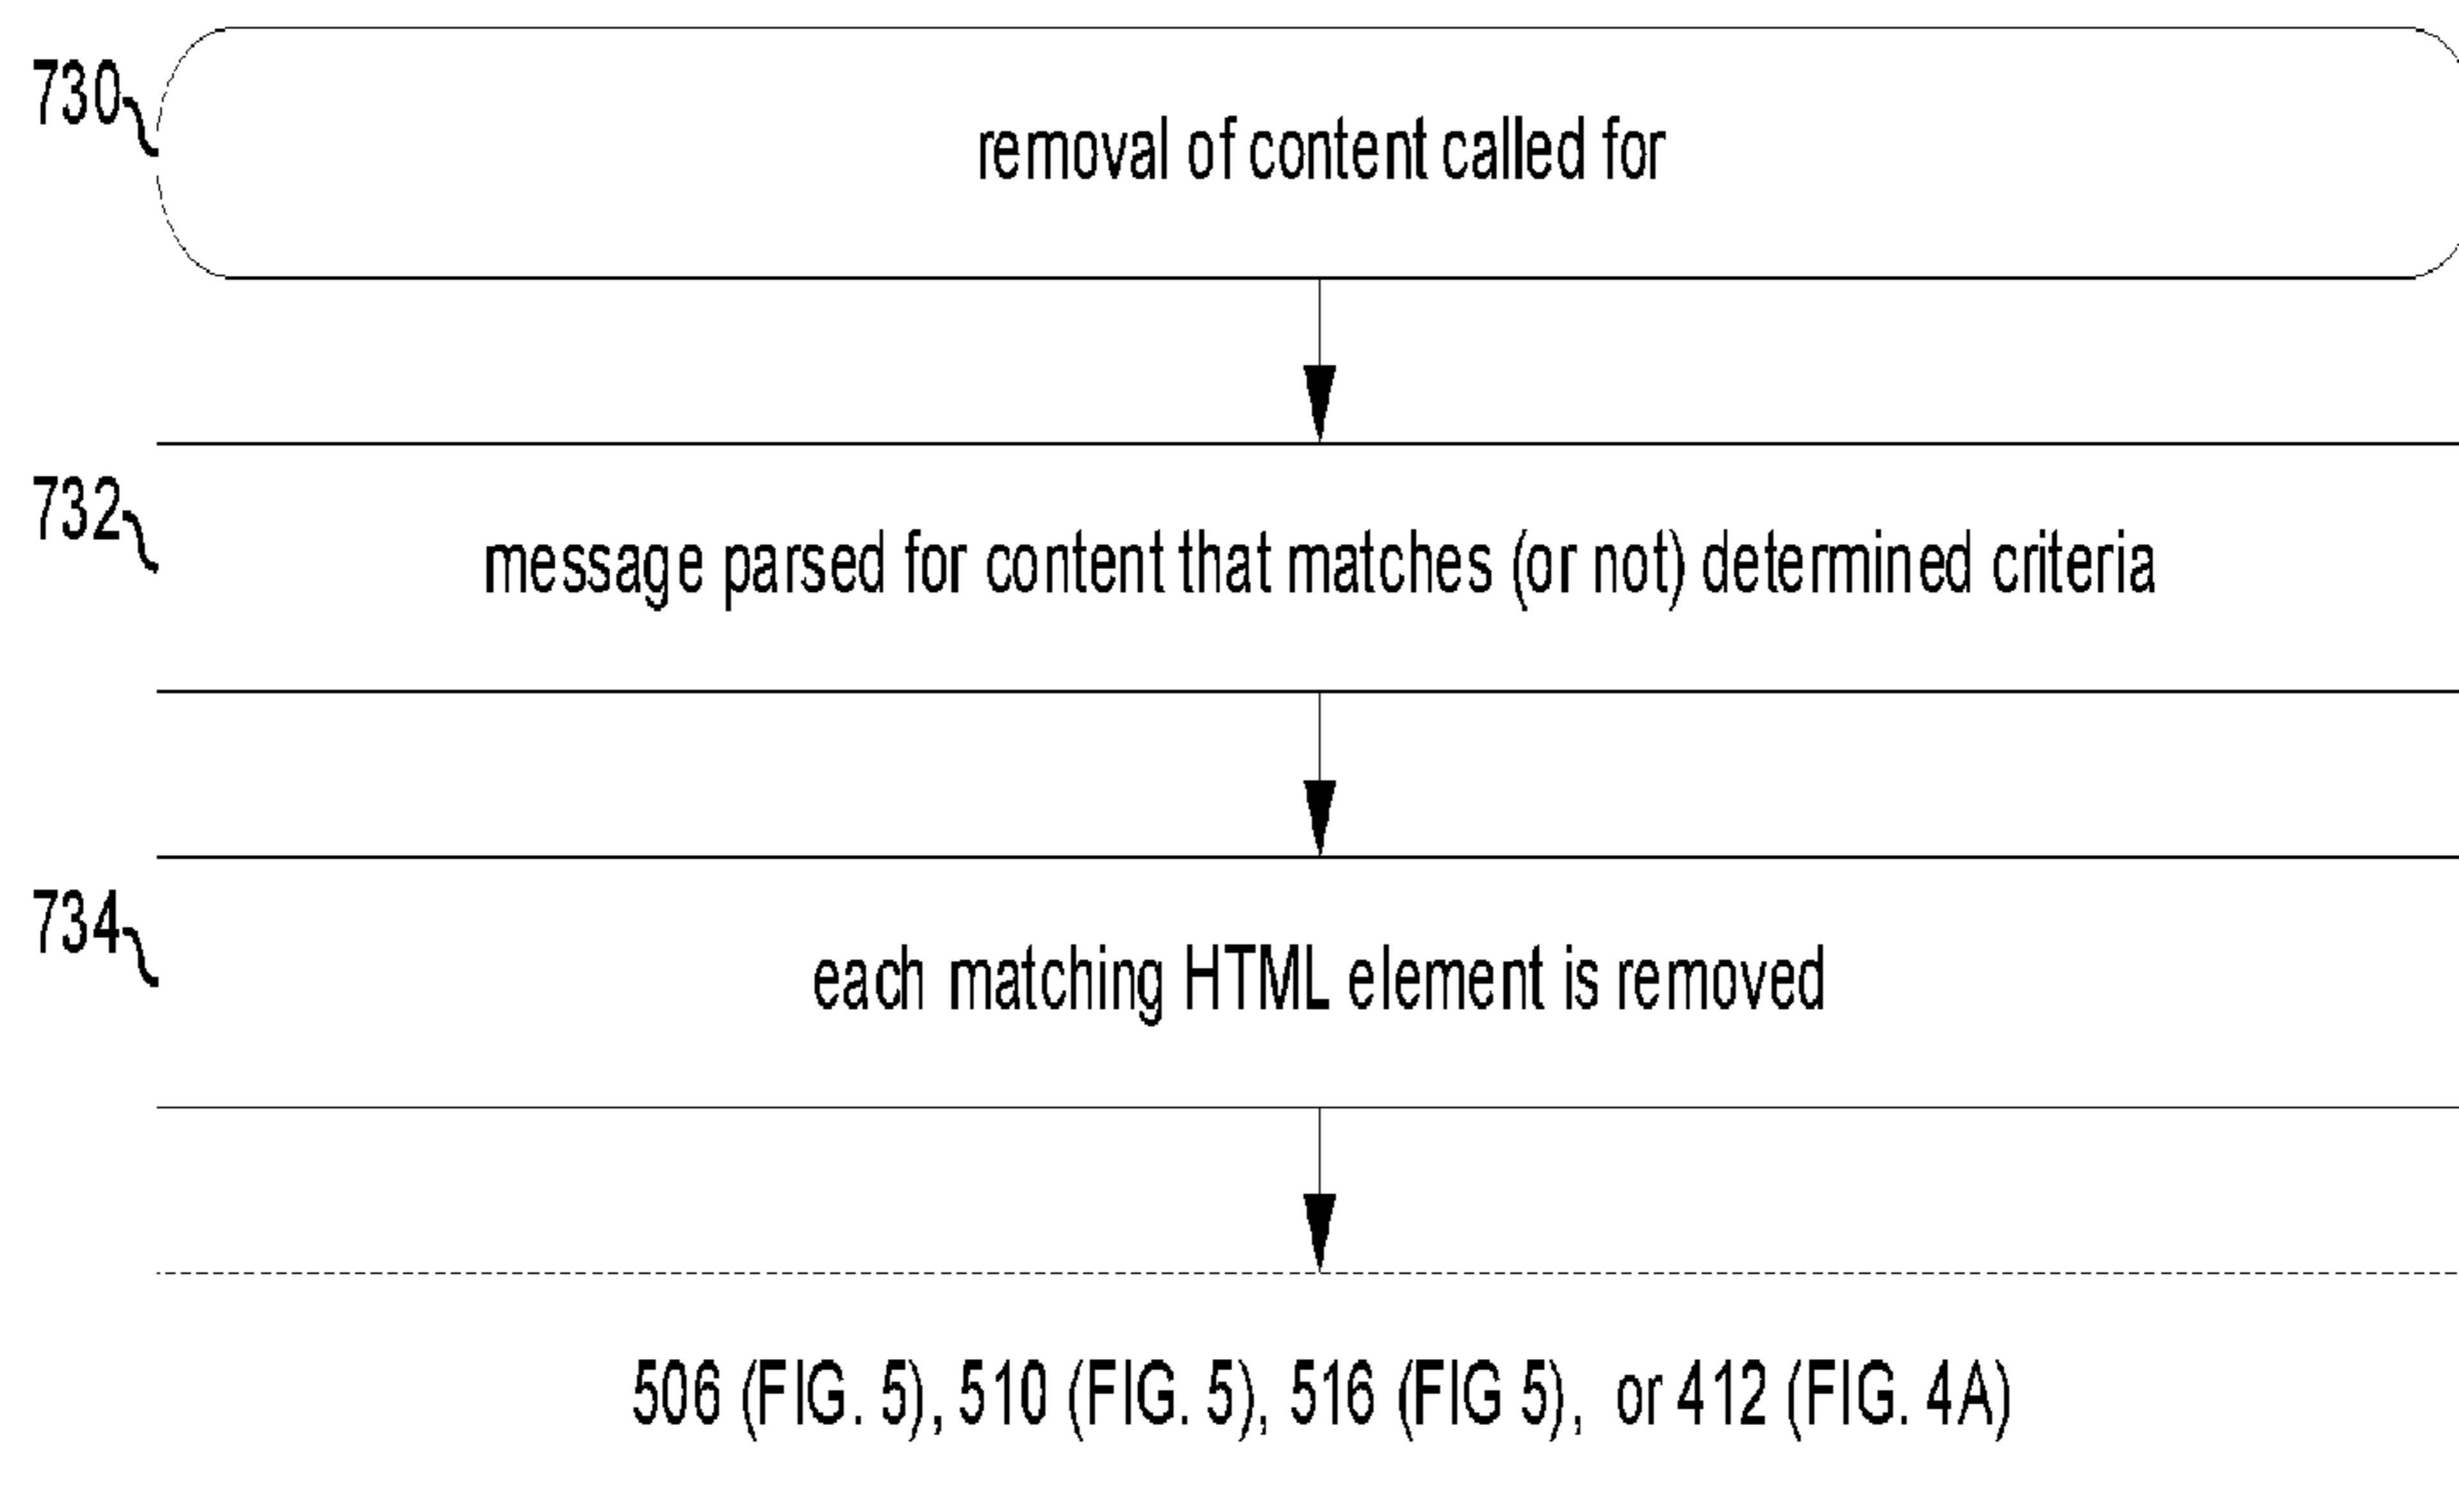 730
removal of content called for
732
message parsed for content that matches (or not) determined criteria
734
each matching HTML element is removed
506 (FIG. 5), 510 (FIG. 5), 516 (FIG 5), or 412 (FIG. 4A)